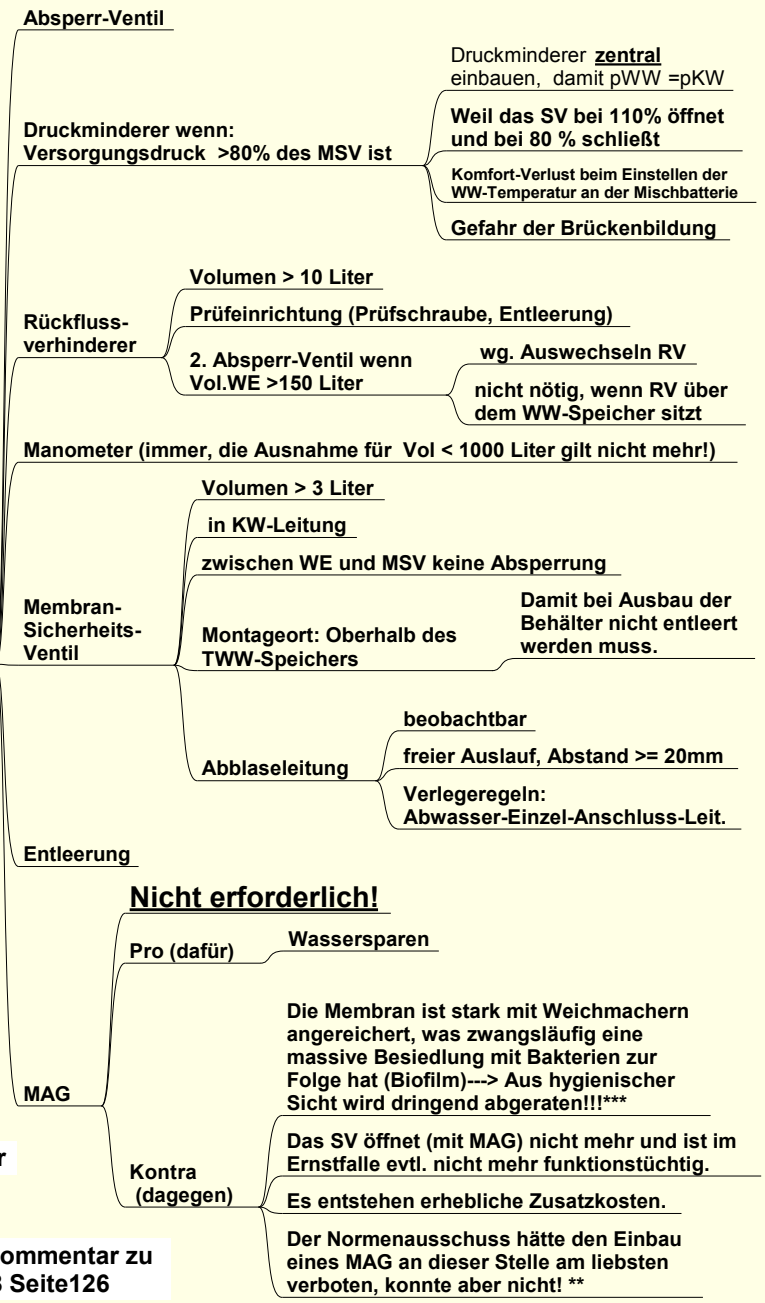 Absperr-Ventil
Druckminderer wenn:
Versorgungsdruck >80% des MSV ist
Druckminderer zentral
einbauen, damit pWW =pKW
Weil das SV bei 110% öffnet
und bei 80 % schließt
Komfort-Verlust beim Einstellen der
WW-Temperatur an der Mischbatterie
Gefahr der Brückenbildung
Rückfluss-
verhinderer
Volumen > 10 Liter
Prüfeinrichtung (Prüfschraube, Entleerung)
2. Absperr-Ventil wenn
Vol.WE >150 Liter
wg. Auswechseln RV
nicht nötig, wenn RV über
dem WW-Speicher sitzt
Manometer (immer, die Ausnahme für Vol < 1000 Liter gilt nicht mehr!)
Membran-
Sicherheits-
Ventil
Volumen > 3 Liter
in KW-Leitung
zwischen WE und MSV keine Absperrung
Montageort: Oberhalb des
TWW-Speichers
Damit bei Ausbau der
Behälter nicht entleert
werden muss.
Abblaseleitung
beobachtbar
freier Auslauf, Abstand >= 20mm
Verlegeregeln:
Abwasser-Einzel-Anschluss-Leit.
Entleerung
MAG
Nicht erforderlich!
Pro (dafür)
Wassersparen
Kontra
(dagegen)
Die Membran ist stark mit Weichmachern
angereichert, was zwangsläufig eine
massive Besiedlung mit Bakterien zur
Folge hat (Biofilm)---> Aus hygienischer
Sicht wird dringend abgeraten!!!***
Das SV öffnet (mit MAG) nicht mehr und ist im
Ernstfalle evtl. nicht mehr funktionstüchtig.
Es entstehen erhebliche Zusatzkosten.
Der Normenausschuss hätte den Einbau
eines MAG an dieser Stelle am liebsten
verboten, konnte aber nicht! **
r
ommentar zu
Seite126